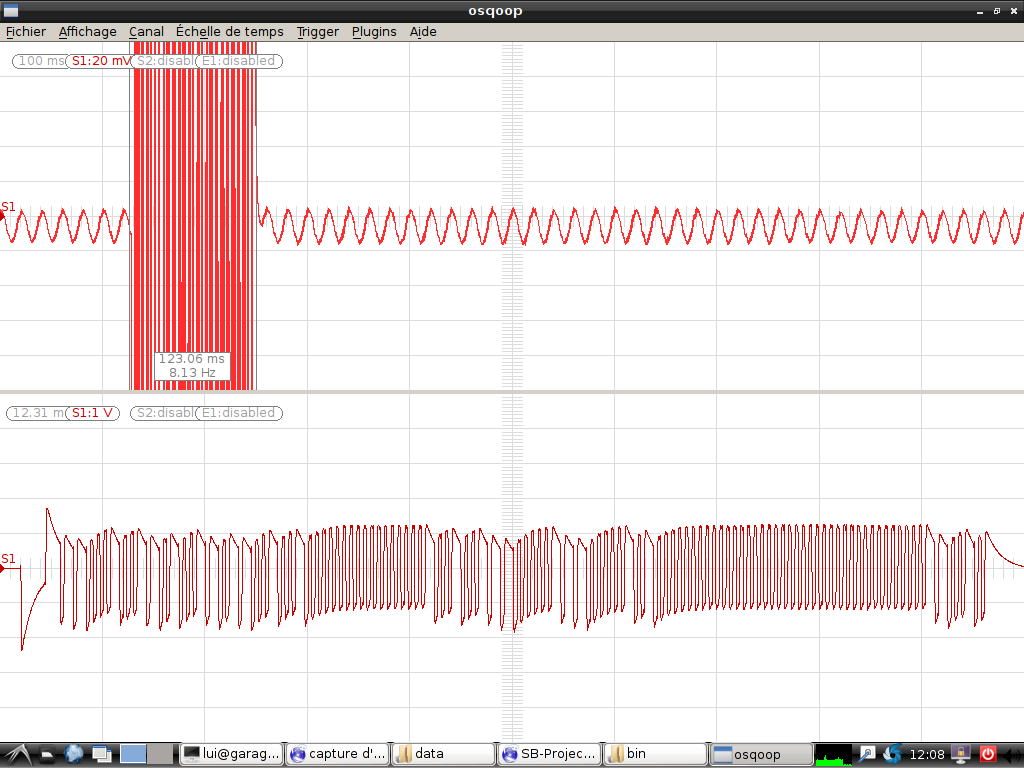 osqoop
Fichier Affichage Canal Échelle de temps Trigger Plugins Aide
100 ms S1:20 mV S2:disabl E1:disabled
S1
123.06 ms
8.13 Hz
12.31 m S1:1 V S2:disabl E1:disabled
S1
lui@garag... capture d'... data SB-Projec... bin osqoop 12:08